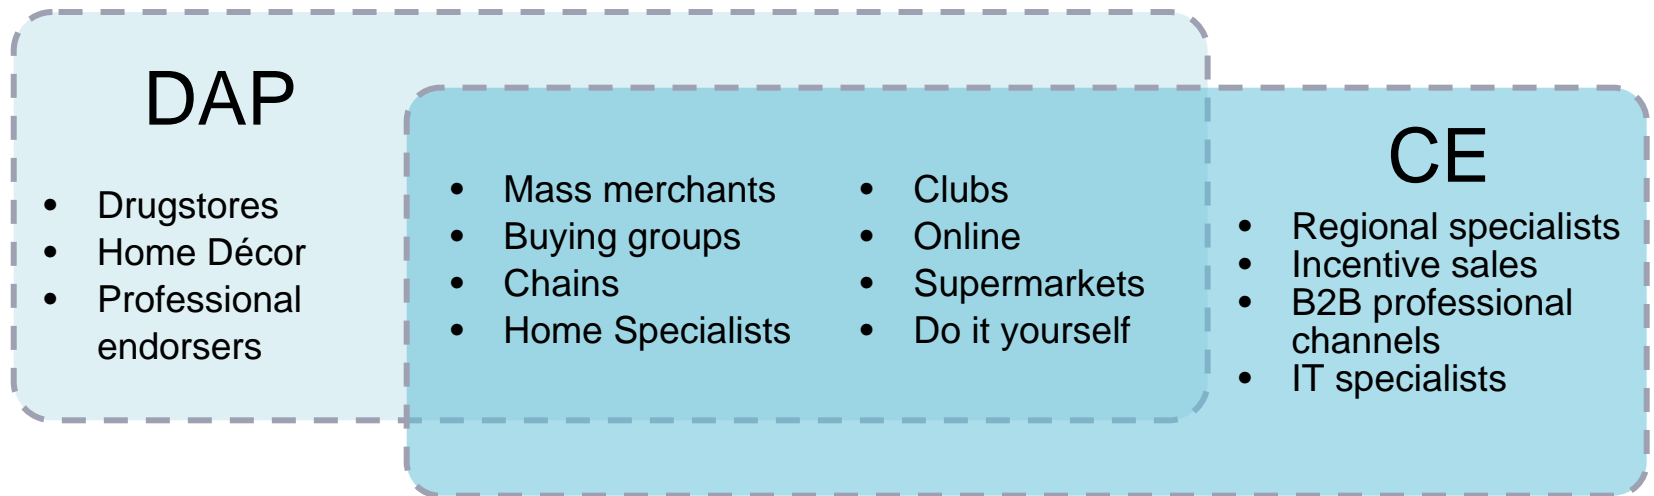 DAP
• Drugstores
• Home Décor
• Professional
endorsers
• Mass merchants
• Buying groups
• Chains
• Home Specialists
• Clubs
• Online
• Supermarkets
• Do it yourself
CE
• Regional specialists
• Incentive sales
• B2B professional
channels
• IT specialists